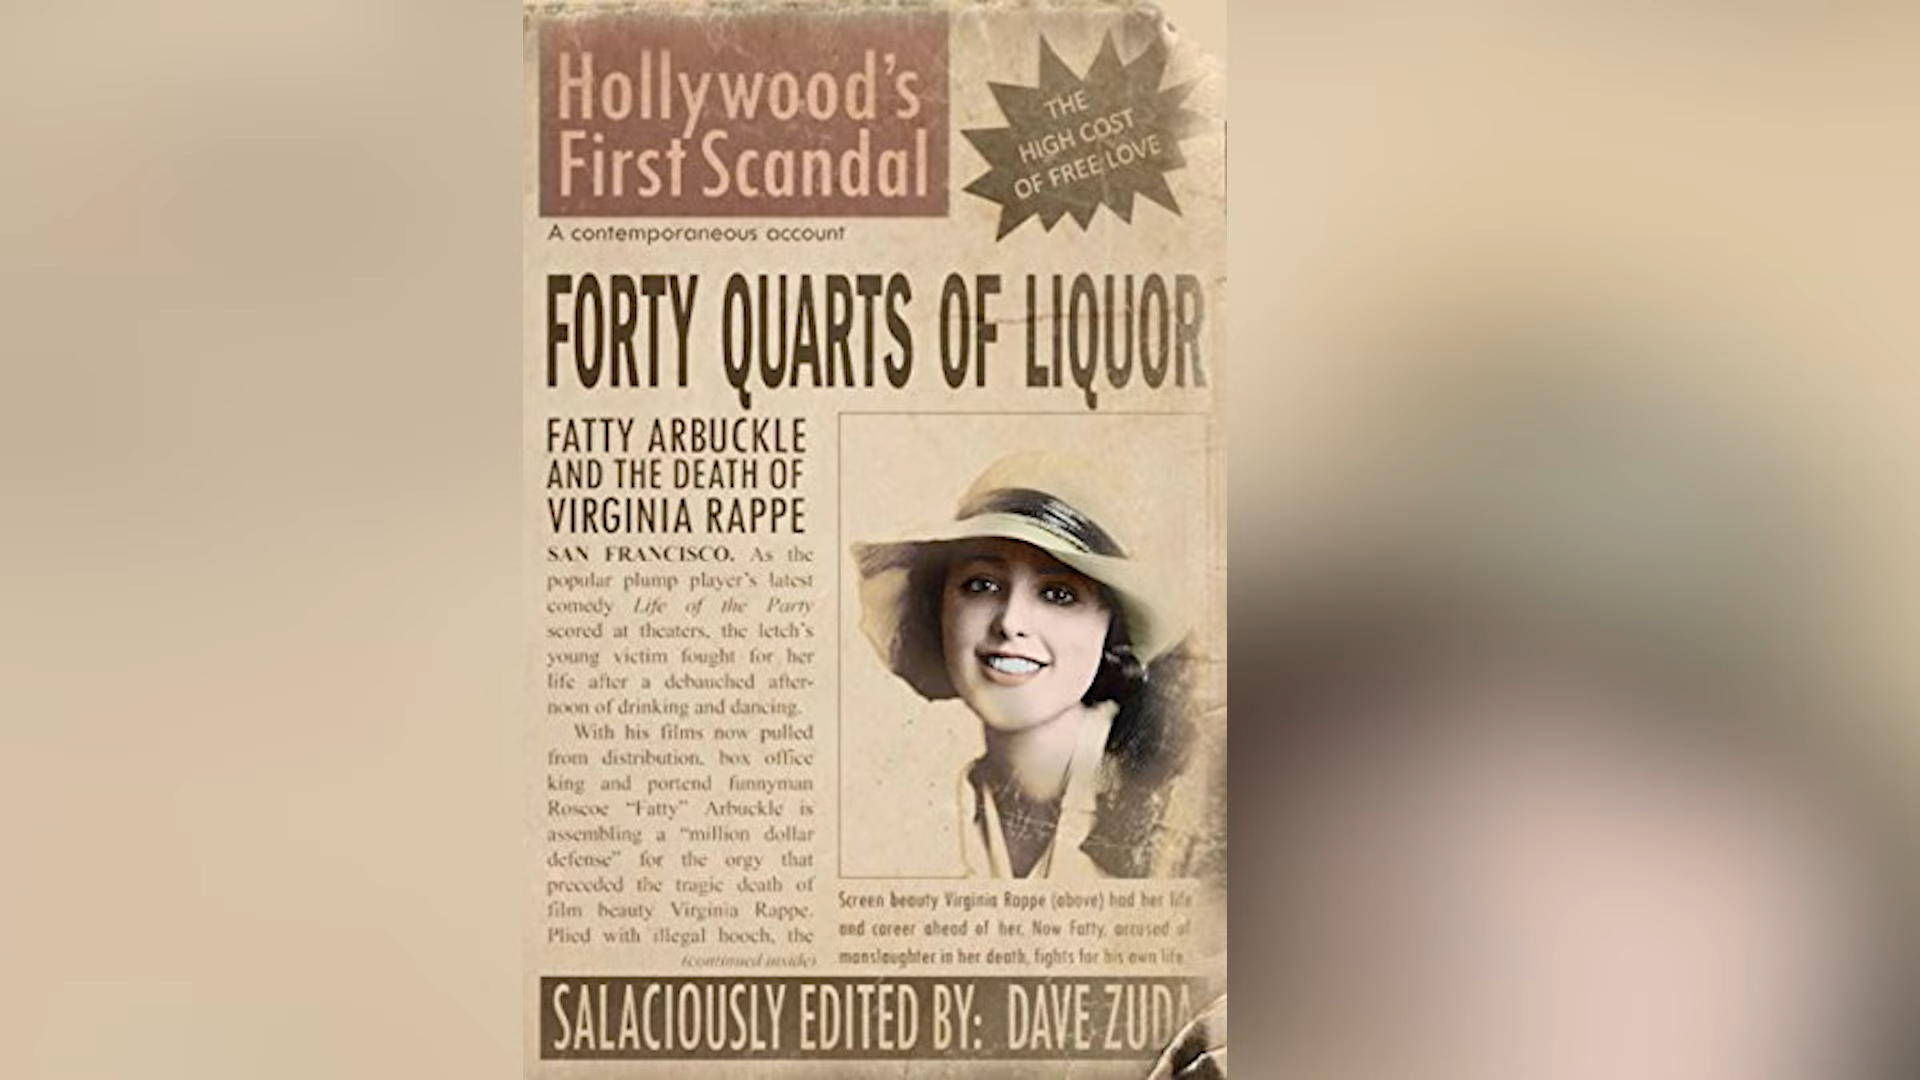 Hollywood's
First Scandal
THE
HIGH COST
OF FREE LOVE
A contemporaneous account
FORTY QUARTS OF LIQUOR
FATTY ARBUCKLE
AND THE DEATH OF
VIRGINIA RAPPE
SAN FRANCISCO. As the
popular plump player's latest
comedy Life of the Party
scored at theaters, the letch's
young victim fought for her
life after a debauched after-
noon of drinking and dancing.
With his films now pulled
from distribution, box office
king and portend funnyman
Roscoe "Fatty" Arbuckle is
assembling a "million dollar
defense" for the orgy that
preceded the tragic death of
film beauty Virginia Rappe.
Plied with illegal hooch, the
(continued inside)
Screen beauty Virginia Rappe (above) had her life
and career ahead of her. Now Fatty, accused of
manslaughter in her death, fights for his own life.
SALACIOUSLY EDITED BY: DAVE ZUDA